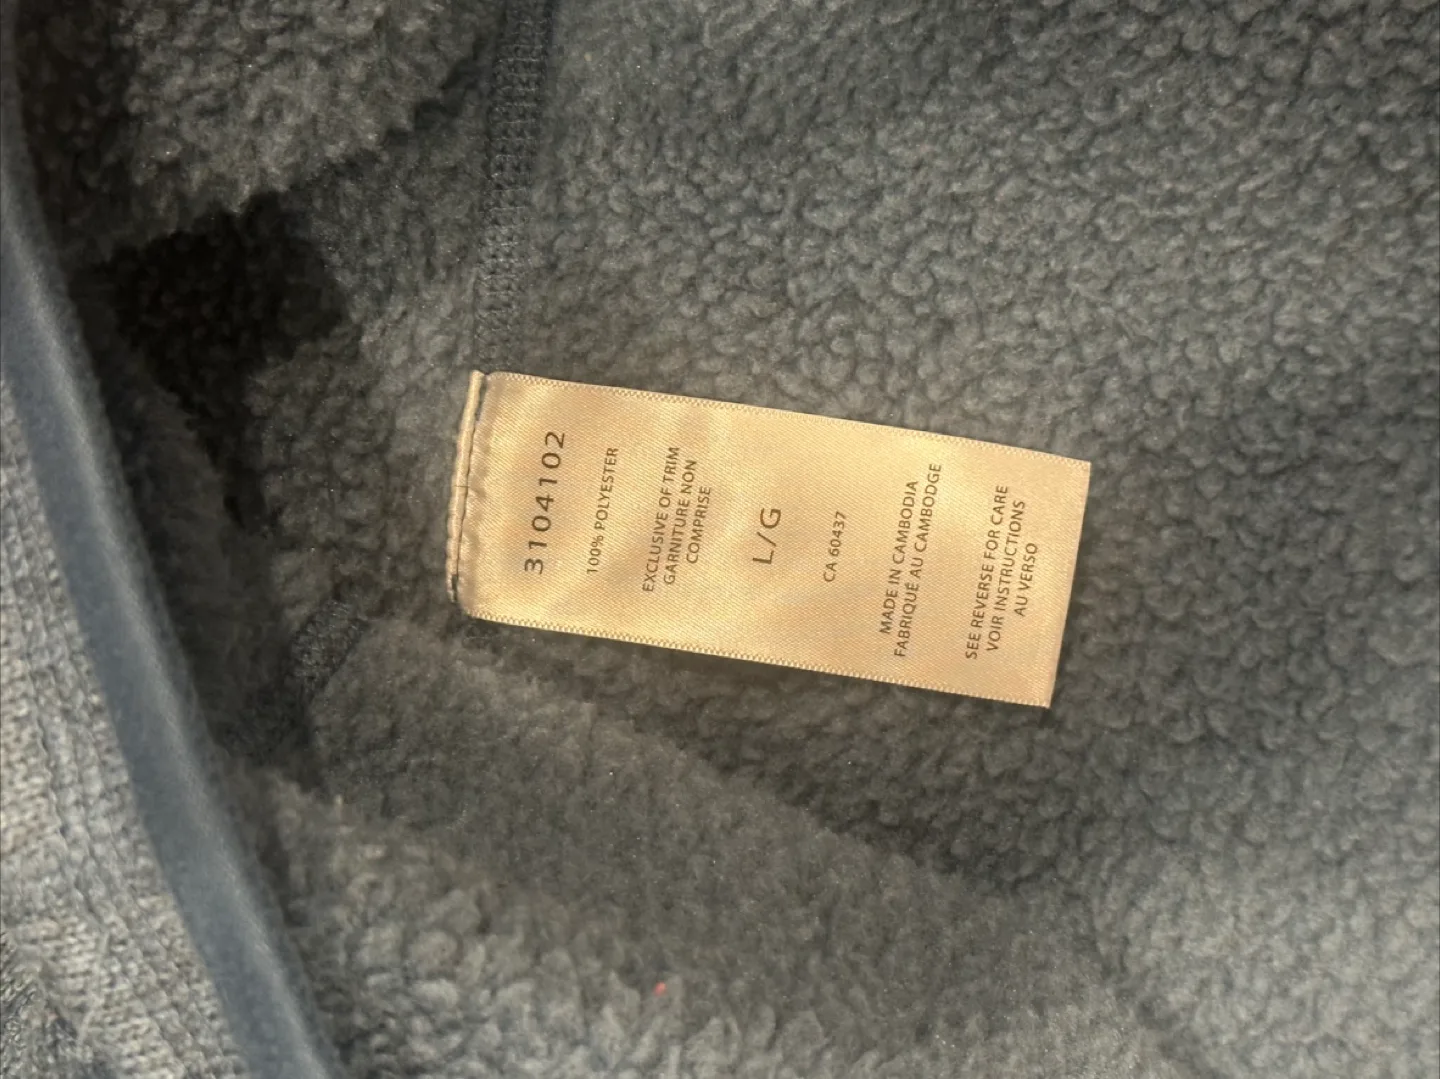 3104102
100% POLYESTER
EXCLUSIVE OF TRIM
GARNITURE NON
COMPRISE
L/G
CA 60437
MADE IN CAMBODIA
FABRIQUÉ AU CAMBODGE
SEE REVERSE FOR CARE
VOIR INSTRUCTIONS
AU VERSO